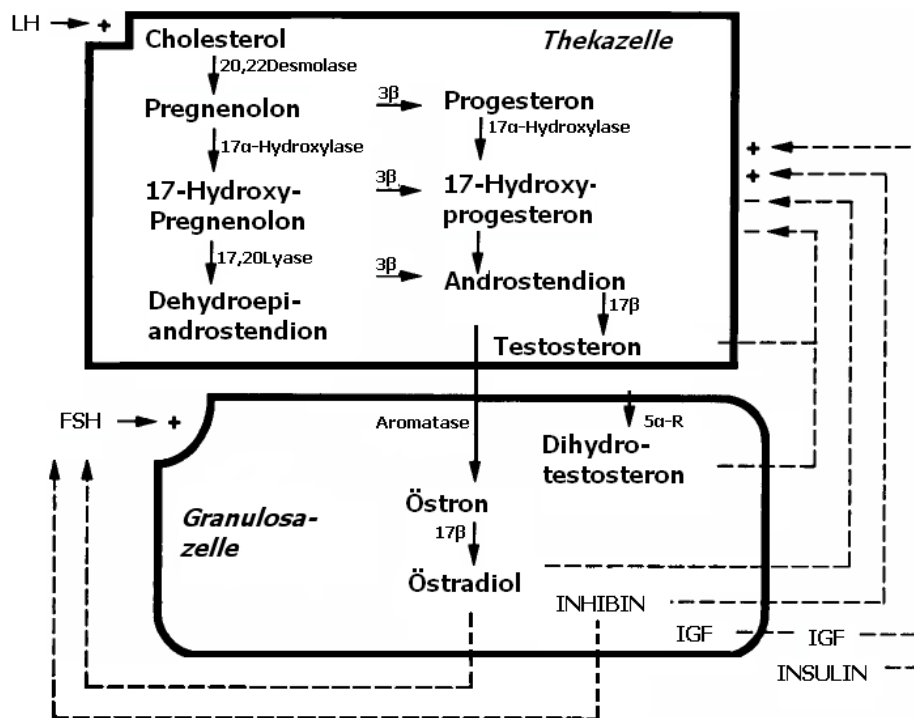 LH
+
Cholesterol
Thekazelle
20,22Desmolase
Pregnenolon
3β
Progesteron
17α-Hydroxylase
17α-Hydroxylase
+
+
17-Hydroxy-
Pregnenolon
3β
17-Hydroxy-
progesteron
–
–
17,20Lyase
3β
Androstendion
Dehydroepi-
androstendion
17β
Testosteron
FSH
+
Aromatase
5α-R
Dihydro-
testosteron
Östron
Granulosa-
zelle
17β
Östradiol
INHIBIN
IGF
IGF
INSULIN